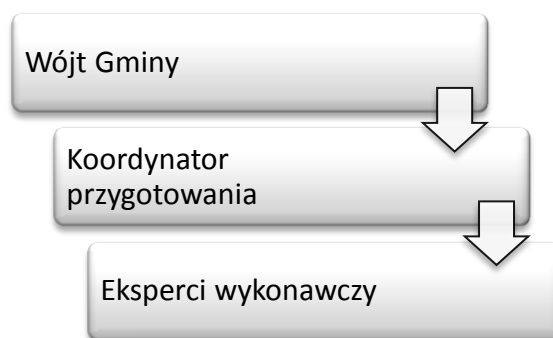 Wójt Gminy
Koordynator
przygotowania
Eksperci wykonawczy